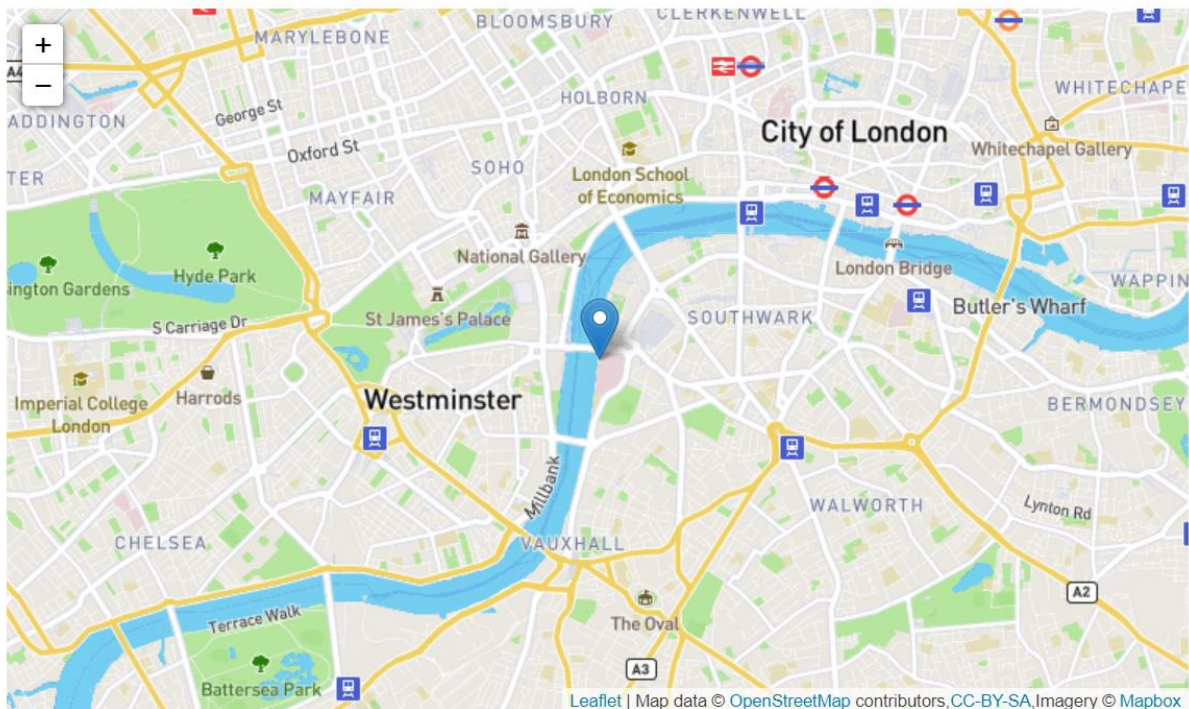 BLOOMSBURY
CLERKENWELL
MARYLEBONE
+
A4
−
WHITECHAPE
George St
HOLBORN
ADDINGTON
City of London
Oxford St
Whitechapel Gallery
SOHO
London School
of Economics
TER
MAYFAIR
National Gallery
Hyde Park
London Bridge
ington Gardens
WAPPIN
Butler's Wharf
St James's Palace
SOUTHWARK
S Carriage Dr
Imperial College
London
Harrods
Westminster
BERMONDSEY
Millbank
WALWORTH
Lynton Rd
CHELSEA
VAUXHALL
A2
Terrace Walk
The Oval
A3
Battersea Park
Leaflet | Map data © OpenStreetMap contributors,CC-BY-SA,Imagery © Mapbox